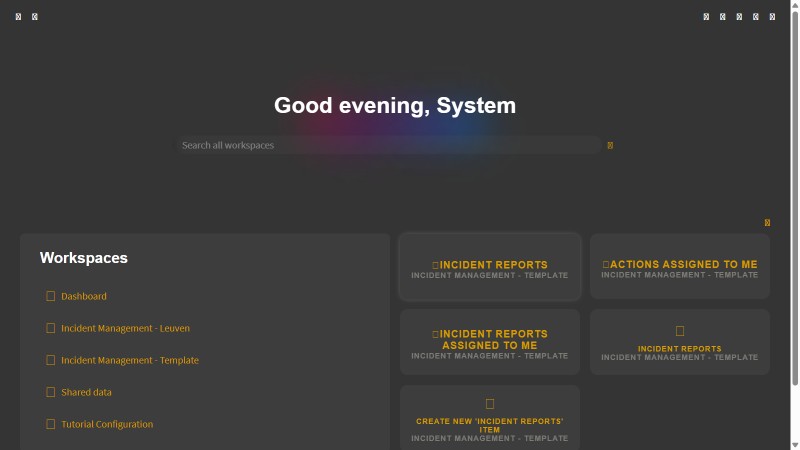 Good evening, System
Search all workspaces
Workspaces
Dashboard
Incident Management - Leuven
Incident Management - Template
Shared data
Tutorial Configuration
INCIDENT REPORTS
INCIDENT MANAGEMENT - TEMPLATE
ACTIONS ASSIGNED TO ME
INCIDENT MANAGEMENT - TEMPLATE
INCIDENT REPORTS
ASSIGNED TO ME
INCIDENT MANAGEMENT - TEMPLATE
INCIDENT REPORTS
INCIDENT MANAGEMENT - TEMPLATE
CREATE NEW 'INCIDENT REPORTS'
ITEM
INCIDENT MANAGEMENT - TEMPLATE